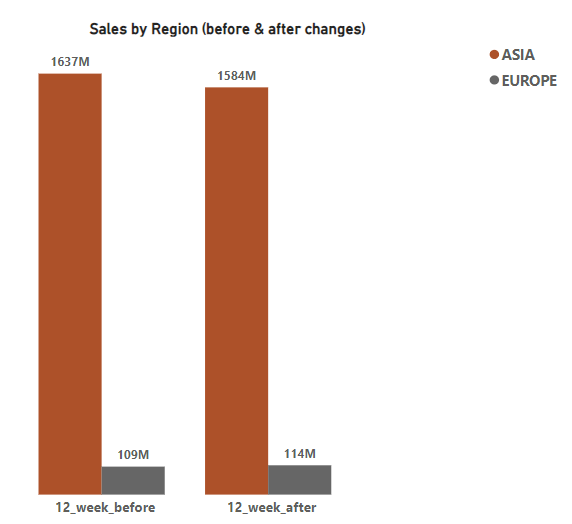 Sales by Region (before & after changes)
ASIA
EUROPE
1637M
1584M
109M
114M
12_week_before
12_week_after